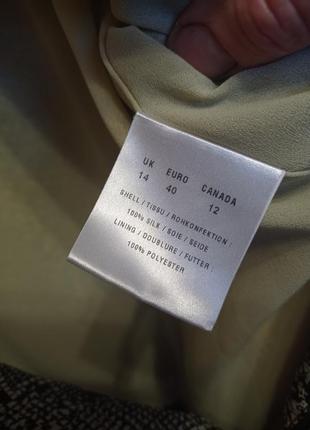 UK EURO CANADA
14 40 12
SHELL / TISSU / ROHKONFEKTION :
100% SILK / SOIE / SEIDE
LINING / DOUBLURE / FUTTER :
100% POLYESTER